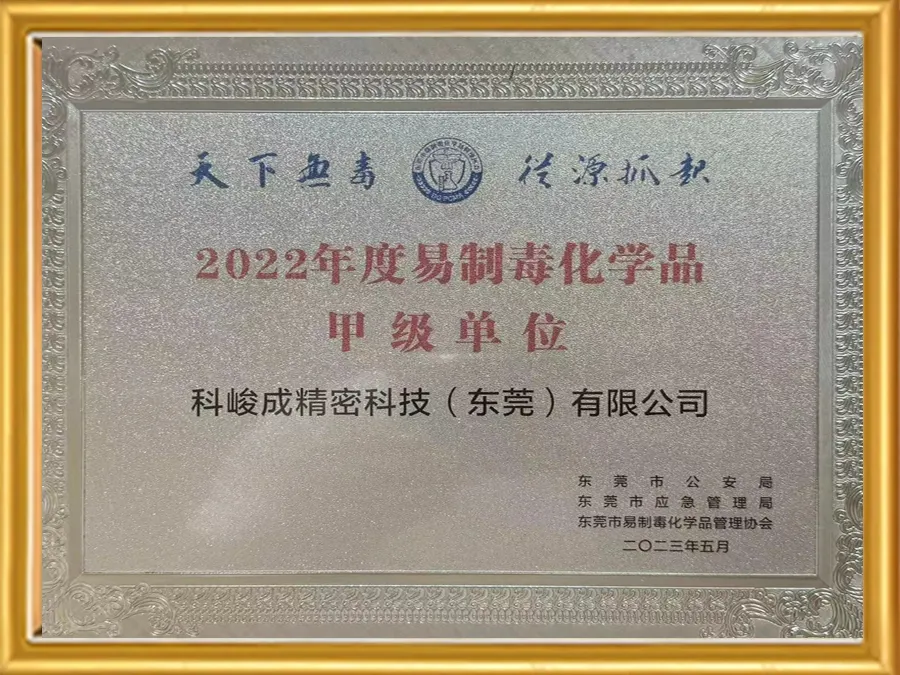 天下無毒 從源抓起
2022年度易制毒化学品
甲级单位
科峻成精密科技（东莞）有限公司
东莞市公安局
东莞市应急管理局
东莞市易制毒化学品管理协会
二〇二三年五月